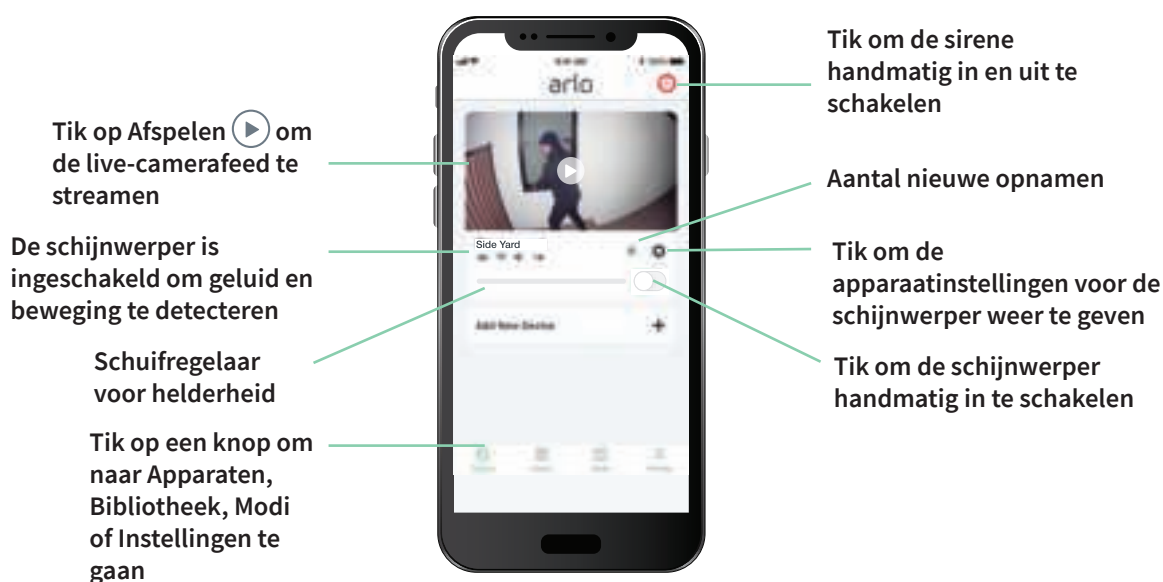 Tik op Afspelen om
de live-camerafeed te
streamen
De schijnwerper is
ingeschakeld om geluid en
beweging te detecteren
Schuifregelaar
voor helderheid
Tik op een knop om
naar Apparaten,
Bibliotheek, Modi
of Instellingen te
gaan
arlo
Side Yard
Add New Device
Tik om de sirene
handmatig in en uit te
schakelen
Aantal nieuwe opnamen
Tik om de
apparaatinstellingen voor de
schijnwerper weer te geven
Tik om de schijnwerper
handmatig in te schakelen